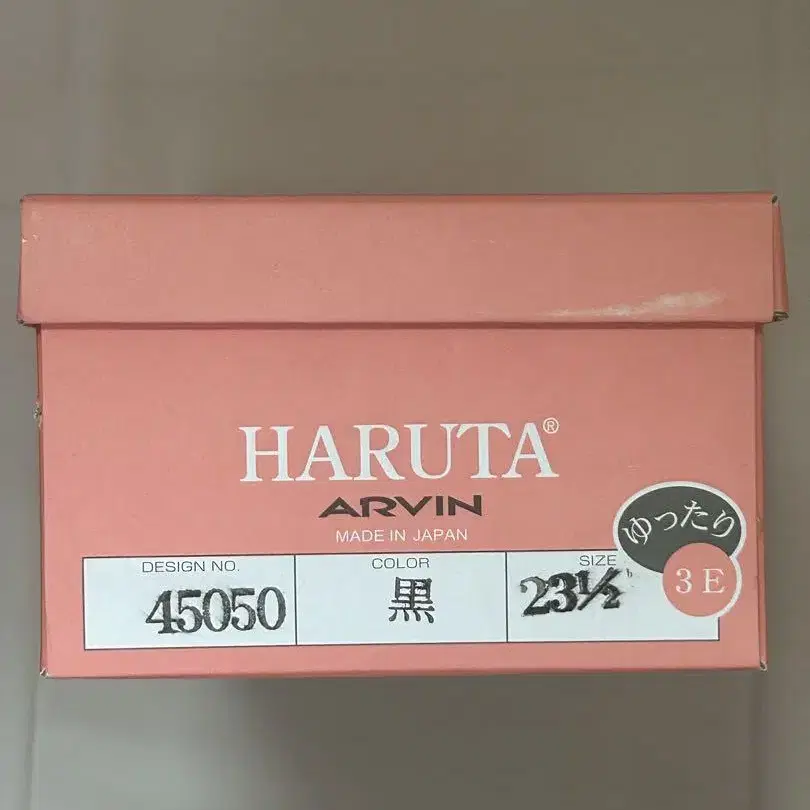 HARUTA®
ARVIN
MADE IN JAPAN
ゆったり
3E
DESIGN NO. COLOR SIZE
45050 黒 23½